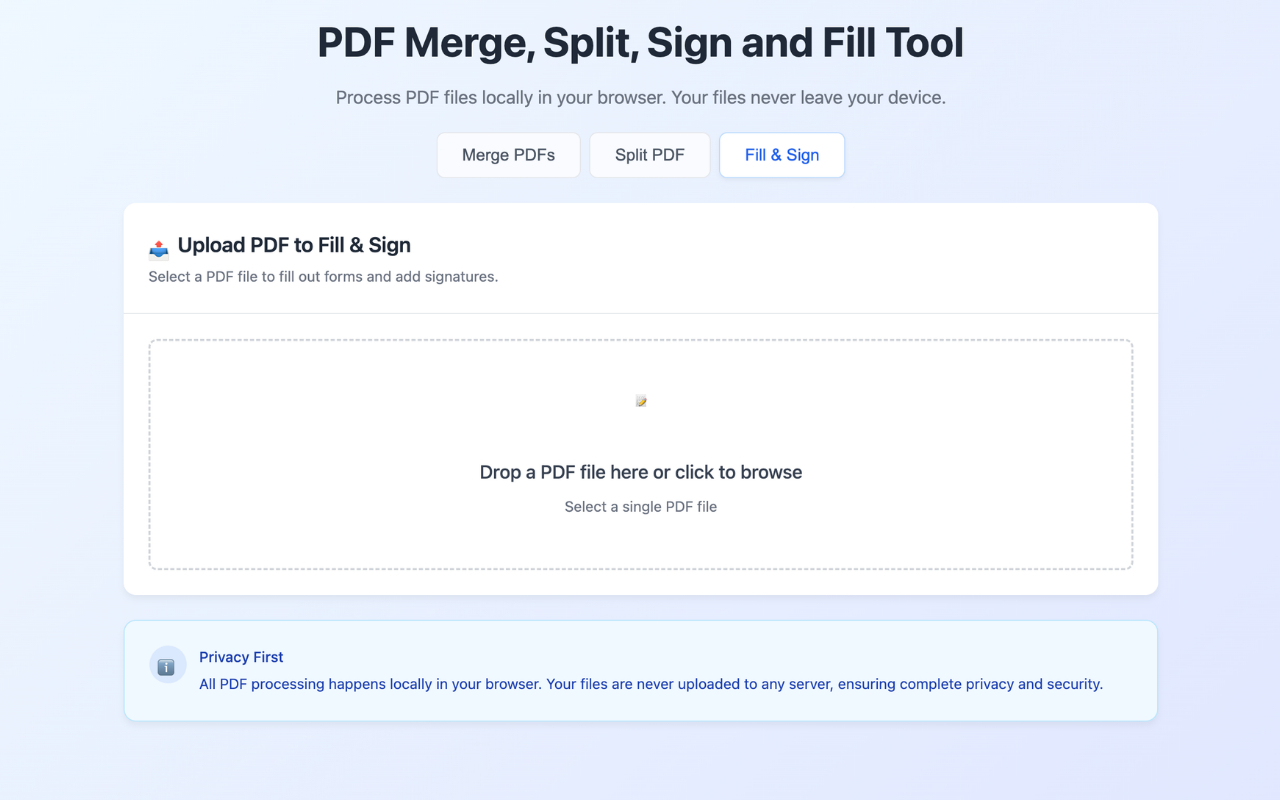 PDF Merge, Split, Sign and Fill Tool
Process PDF files locally in your browser. Your files never leave your device.
Merge PDFs
Split PDF
Fill & Sign
Upload PDF to Fill & Sign
Select a PDF file to fill out forms and add signatures.
Drop a PDF file here or click to browse
Select a single PDF file
Privacy First
All PDF processing happens locally in your browser. Your files are never uploaded to any server, ensuring complete privacy and security.